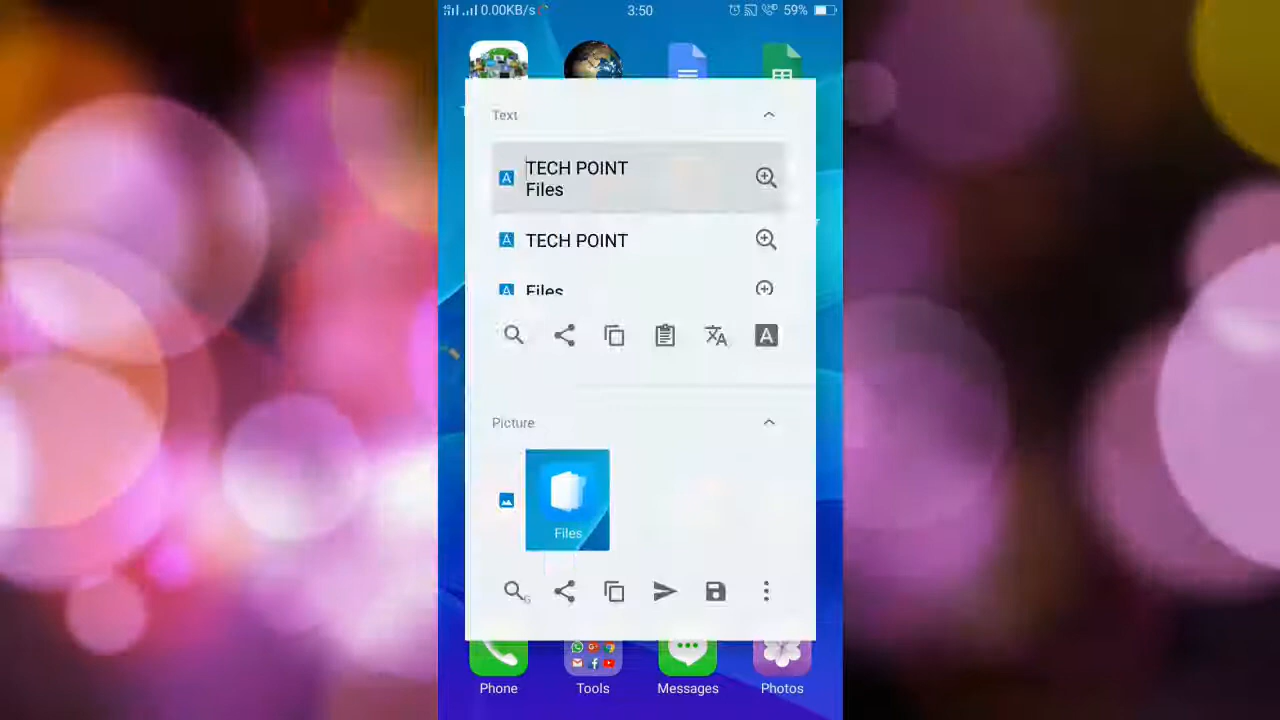 0.00KB/s
3:50
59%
Text
TECH POINT
Files
TECH POINT
Files
A
Picture
Files
G
Phone
Tools
Messages
Photos